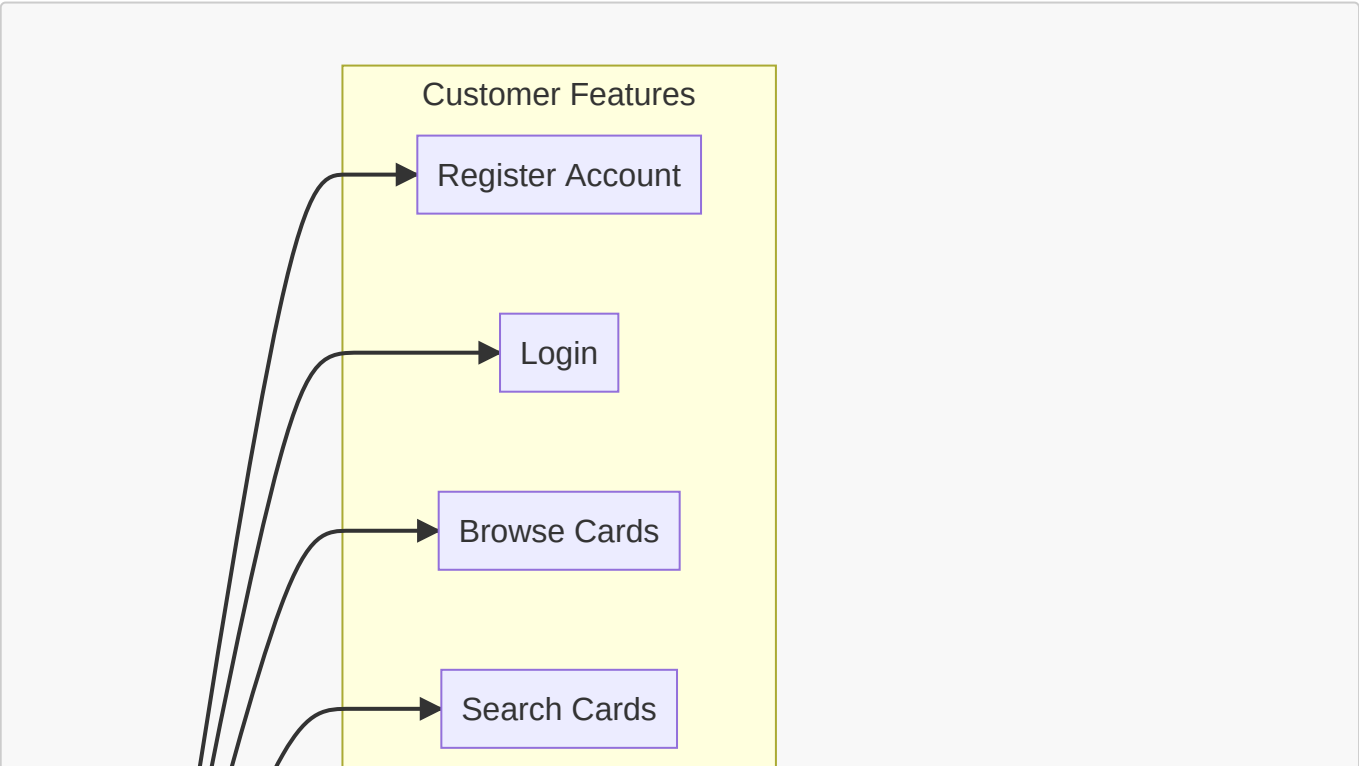 Customer Features
Register Account
Login
Browse Cards
Search Cards